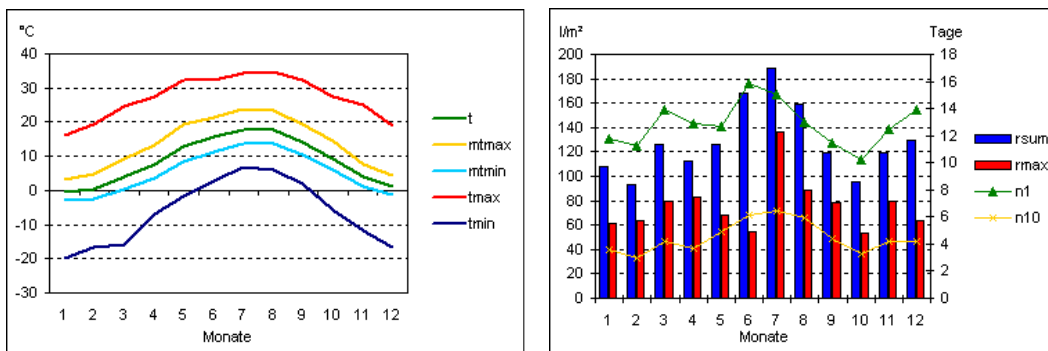 °C
40
30
20
10
0
-10
-20
-30
1 2 3 4 5 6 7 8 9 10 11 12
Monate
t
mtmax
mtmin
tmax
tmin
l/m² Tage
200 18
180 16
160 14
140 12
120 10
100 8
80 6
60 4
40 2
20 0
0
1 2 3 4 5 6 7 8 9 10 11 12
Monate
rsum
rmax
n1
n10